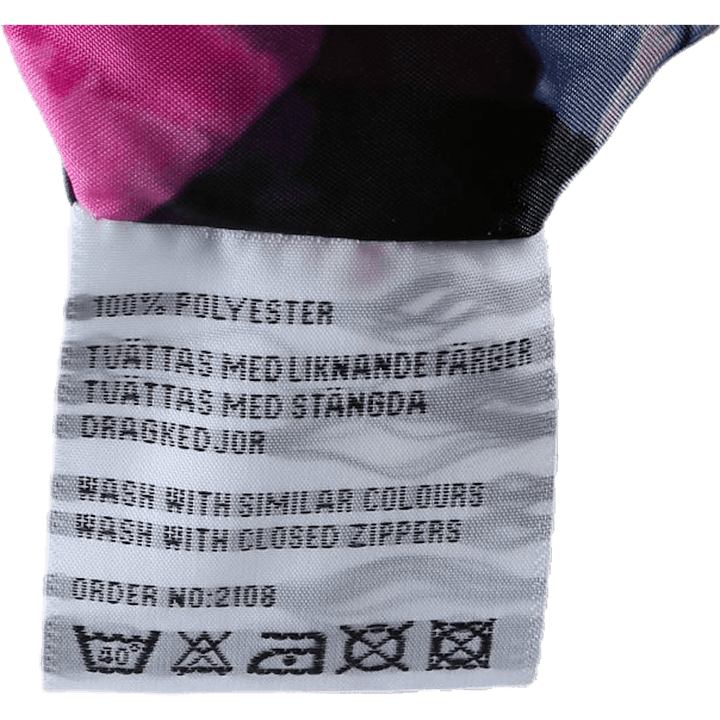 100% POLYESTER
TVÄTTAS MED LIKNANDE FÄRGER
TVÄTTAS MED STÄNGDA
DRAGKEDJOR
WASH WITH SIMILAR COLOURS
WASH WITH CLOSED ZIPPERS
ORDER NO:2108
40°